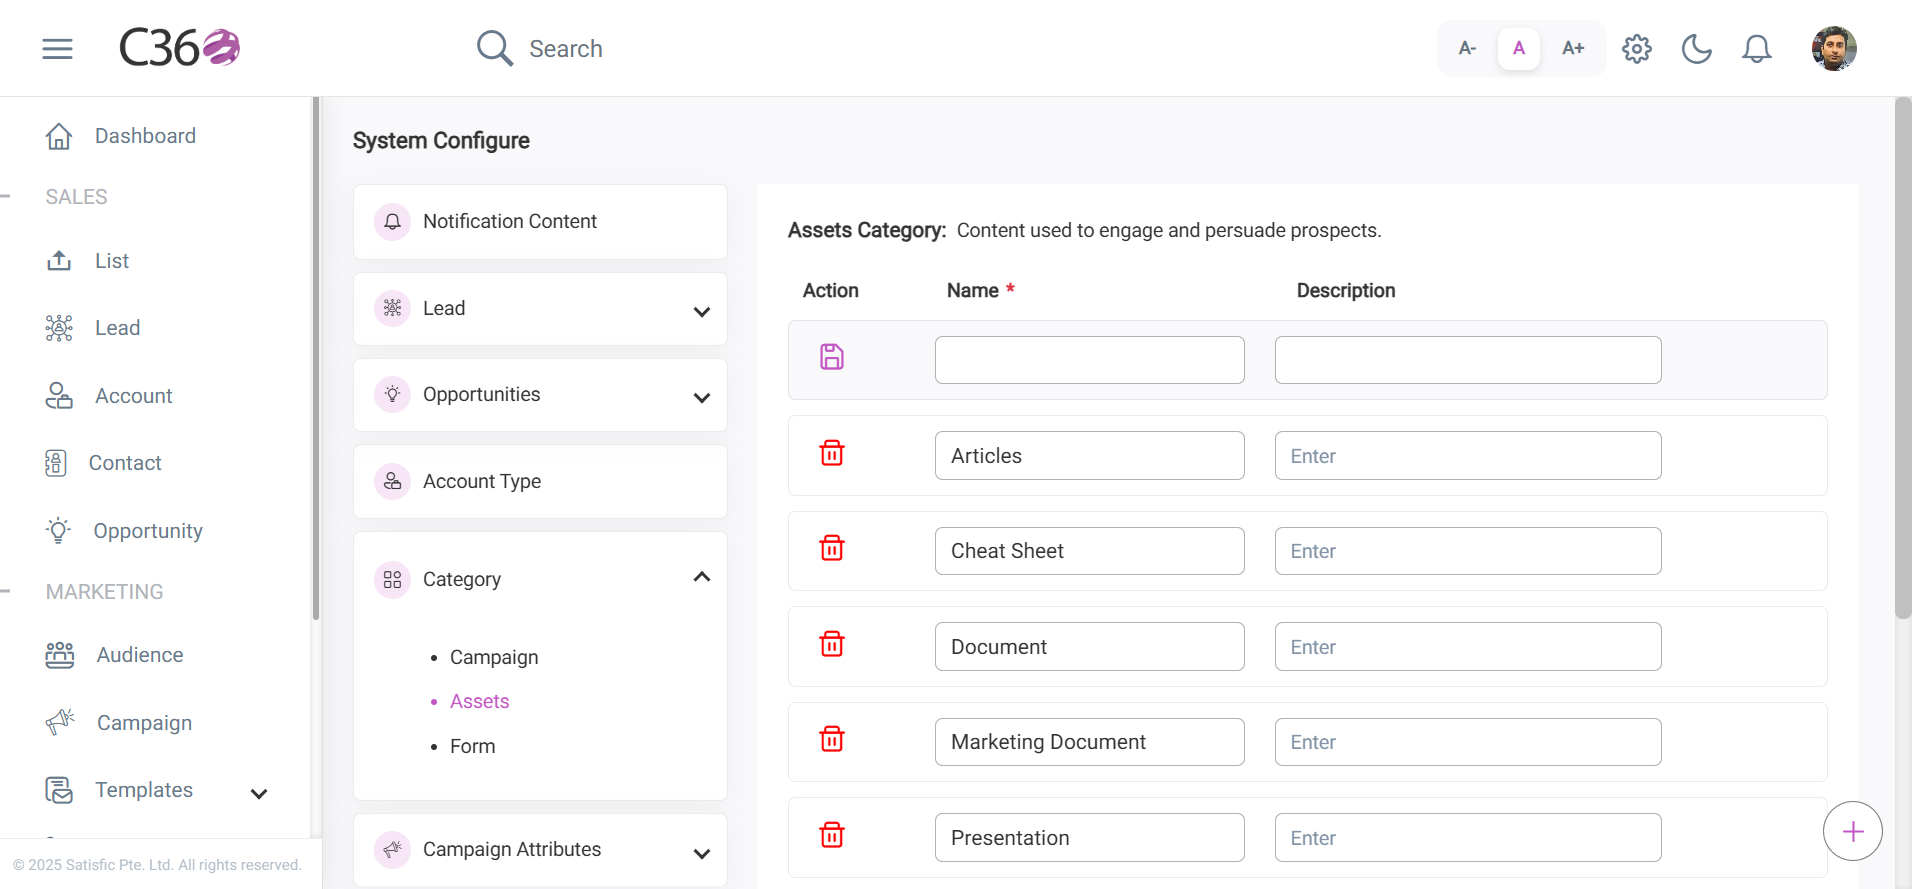 C360
Search
A-
A
A+
Dashboard
SALES
List
Lead
Account
Contact
Opportunity
MARKETING
Audience
Campaign
Templates
© 2025 Satisfic Pte. Ltd. All rights reserved.
System Configure
Notification Content
Lead
Opportunities
Account Type
Category
Campaign
Assets
Form
Campaign Attributes
Assets Category: Content used to engage and persuade prospects.
Action Name * Description
Articles Enter
Cheat Sheet Enter
Document Enter
Marketing Document Enter
Presentation Enter